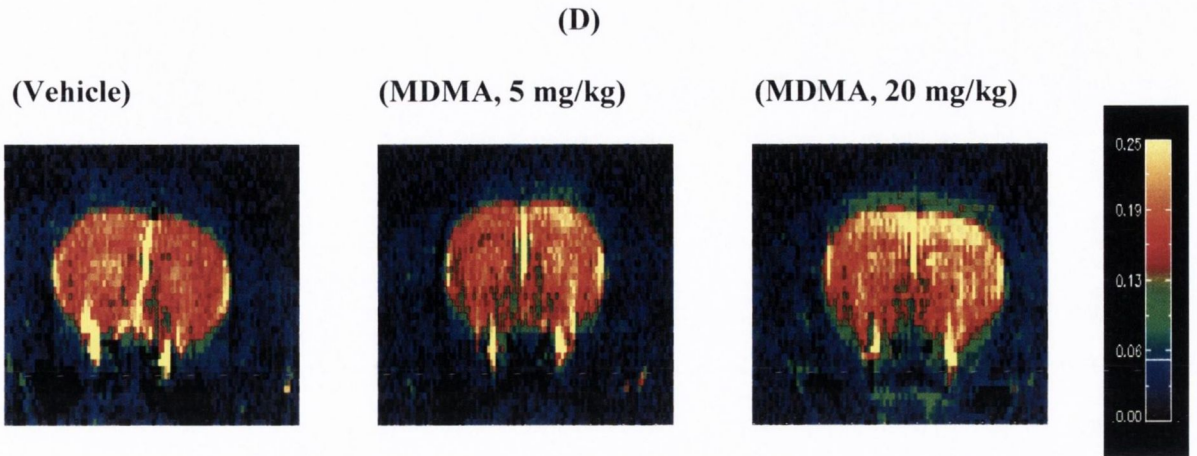 (D)
(Vehicle)
(MDMA, 5 mg/kg)
(MDMA, 20 mg/kg)
0.25
0.19
0.13
0.06
0.00